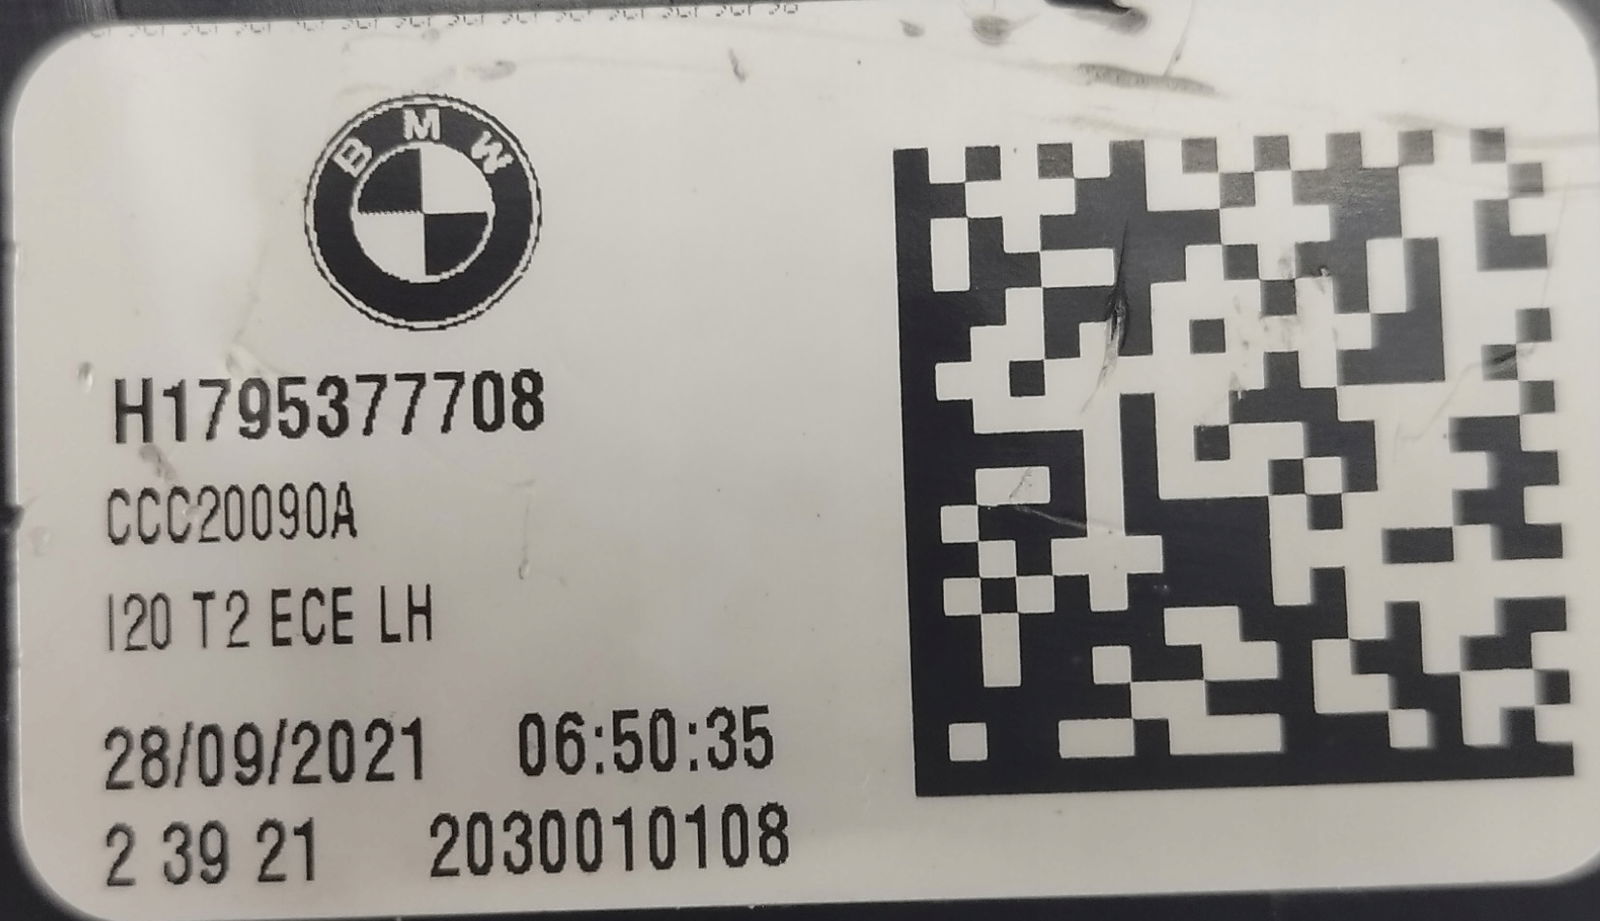 BMW
H1795377708
CCC20090A
I20 T2 ECE LH
28/09/2021 06:50:35
2 39 21 2030010108